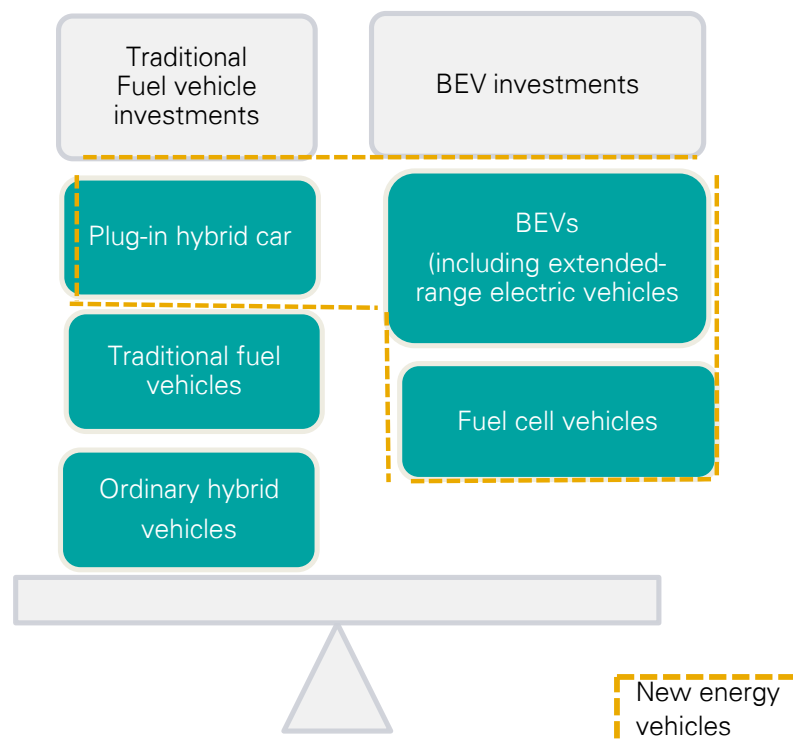 Traditional
Fuel vehicle
investments
BEV investments
Plug-in hybrid car
BEVs
(including extended-
range electric vehicles
Traditional fuel
vehicles
Fuel cell vehicles
Ordinary hybrid
vehicles
New energy
vehicles